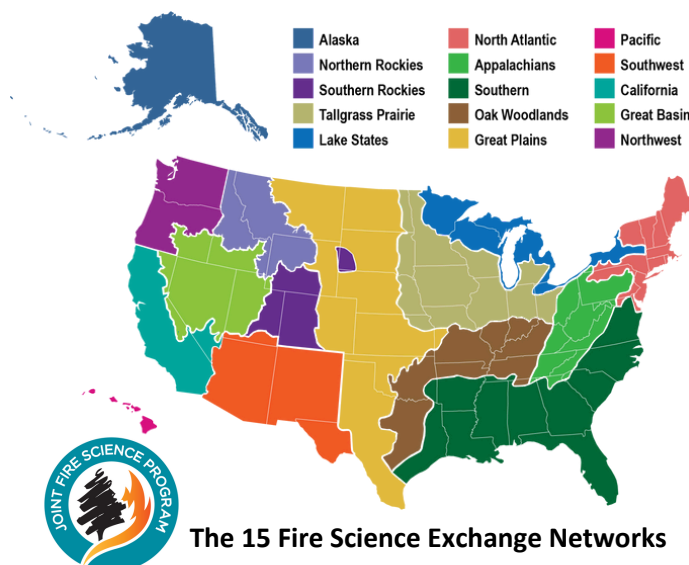 Alaska
Northern Rockies
Southern Rockies
Tallgrass Prairie
Lake States
North Atlantic
Appalachians
Southern
Oak Woodlands
Great Plains
Pacific
Southwest
California
Great Basin
Northwest
JOINT FIRE SCIENCE PROGRAM
The 15 Fire Science Exchange Networks